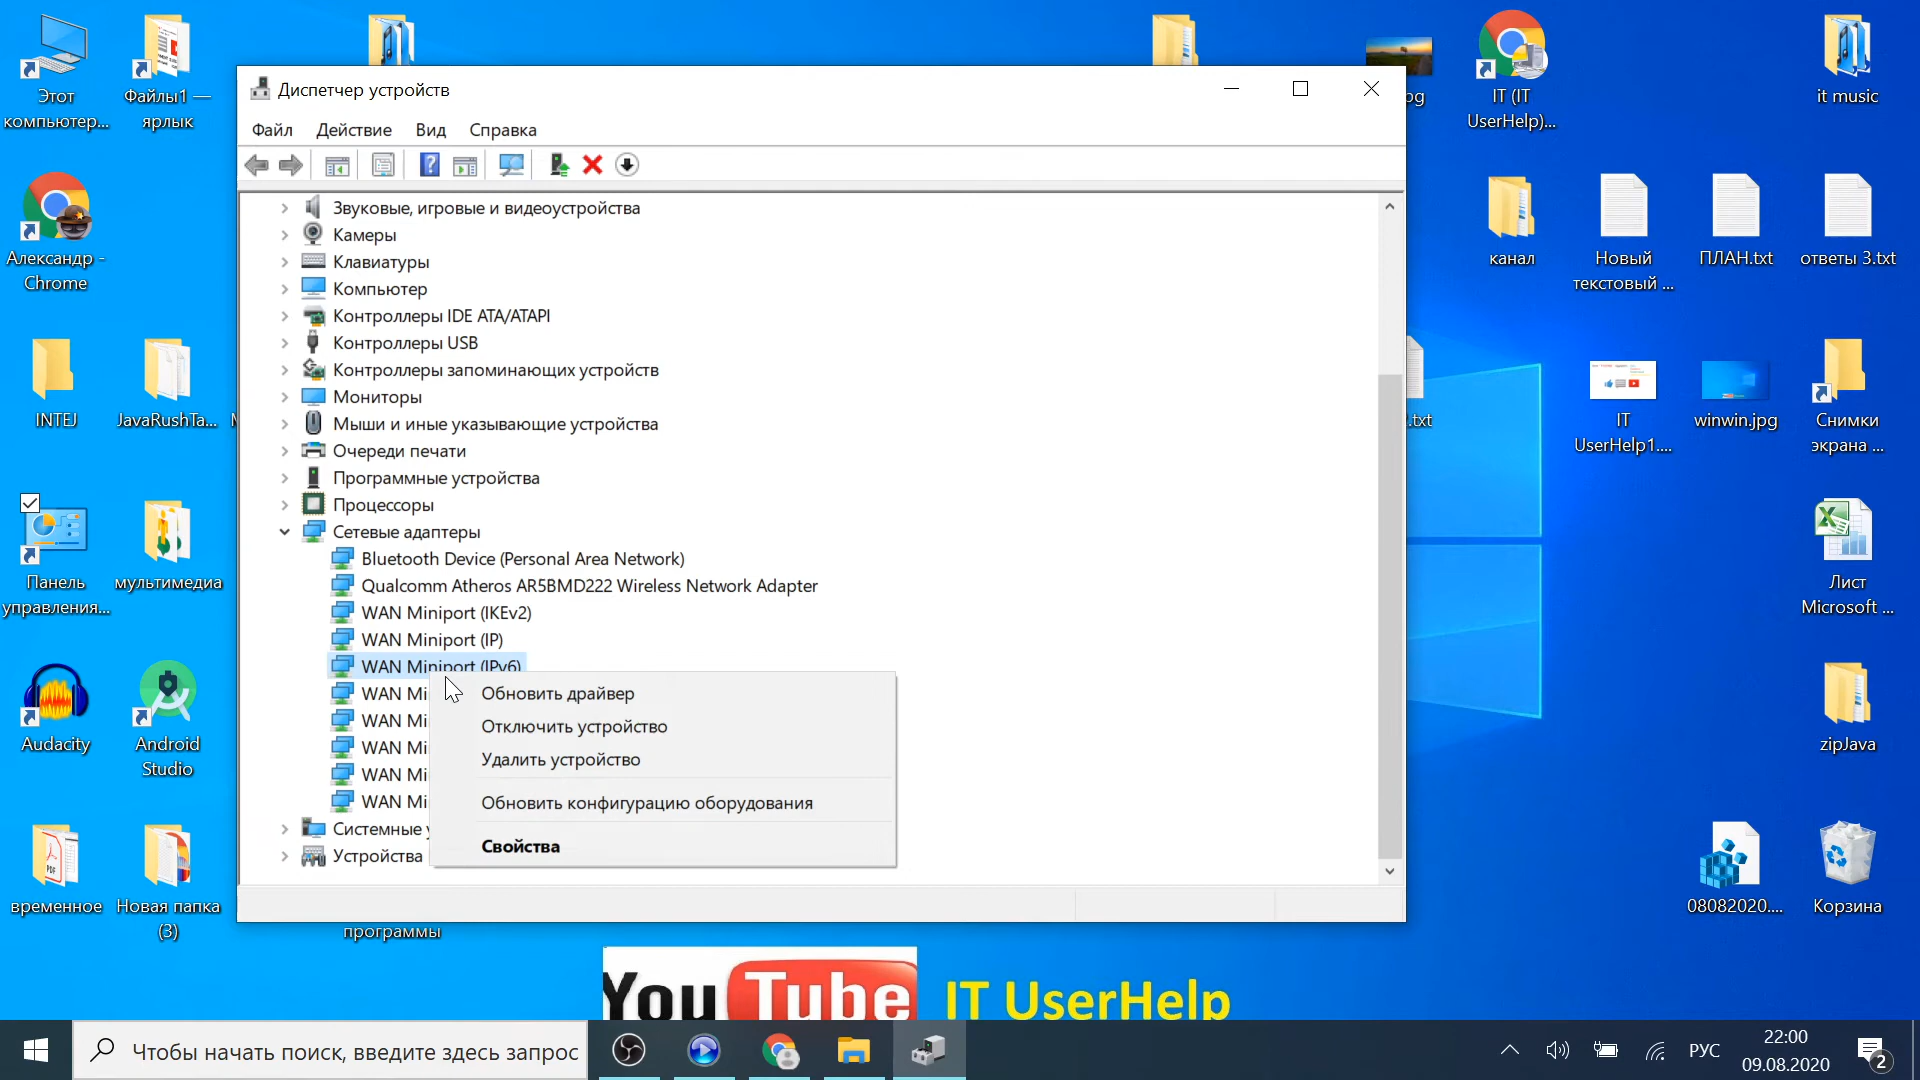 Этот
компьютер...
Файлы1 —
ярлык
IT (IT
UserHelp)...
it music
Диспетчер устройств
Файл Действие Вид Справка
Звуковые, игровые и видеоустройства
Камеры
Клавиатуры
Компьютер
Контроллеры IDE ATA/ATAPI
Контроллеры USB
Контроллеры запоминающих устройств
Мониторы
Мыши и иные указывающие устройства
Очереди печати
Программные устройства
Процессоры
Сетевые адаптеры
Bluetooth Device (Personal Area Network)
Qualcomm Atheros AR5BMD222 Wireless Network Adapter
WAN Miniport (IKEv2)
WAN Miniport (IP)
WAN Miniport (IPv6)
WAN Mi
WAN Mi
WAN Mi
WAN Mi
WAN Mi
Системные
Устройства
Обновить драйвер
Отключить устройство
Удалить устройство
Обновить конфигурацию оборудования
Свойства
Александр -
Chrome
INTEJ
JavaRushTa...
Панель
управления...
мультимедиа
Audacity
Android
Studio
временное
Новая папка
(3)
программы
канал
Новый
текстовый ...
ПЛАН.txt
ответы 3.txt
.txt
IT
UserHelp1....
winwin.jpg
Снимки
экрана ...
Лист
Microsoft ...
zipJava
08082020....
Корзина
YouTube
IT UserHelp
Чтобы начать поиск, введите здесь запрос
РУС
22:00
09.08.2020
2